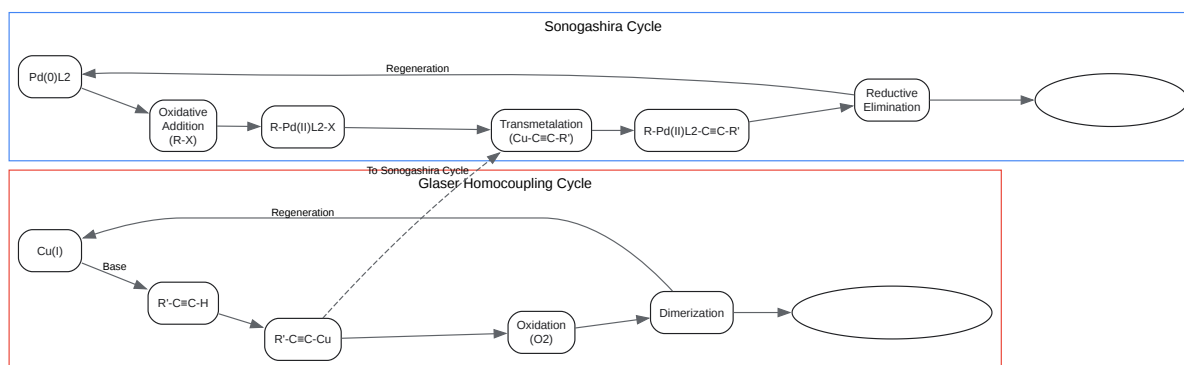 Sonogashira Cycle
Pd(0)L2
Regeneration
Oxidative
Addition
(R-X)
R-Pd(II)L2-X
Transmetalation
(Cu-C≡C-R')
R-Pd(II)L2-C≡C-R'
Reductive
Elimination
To Sonogashira Cycle
Glaser Homocoupling Cycle
Regeneration
Cu(I)
Base
R'-C≡C-H
R'-C≡C-Cu
Oxidation
(O2)
Dimerization